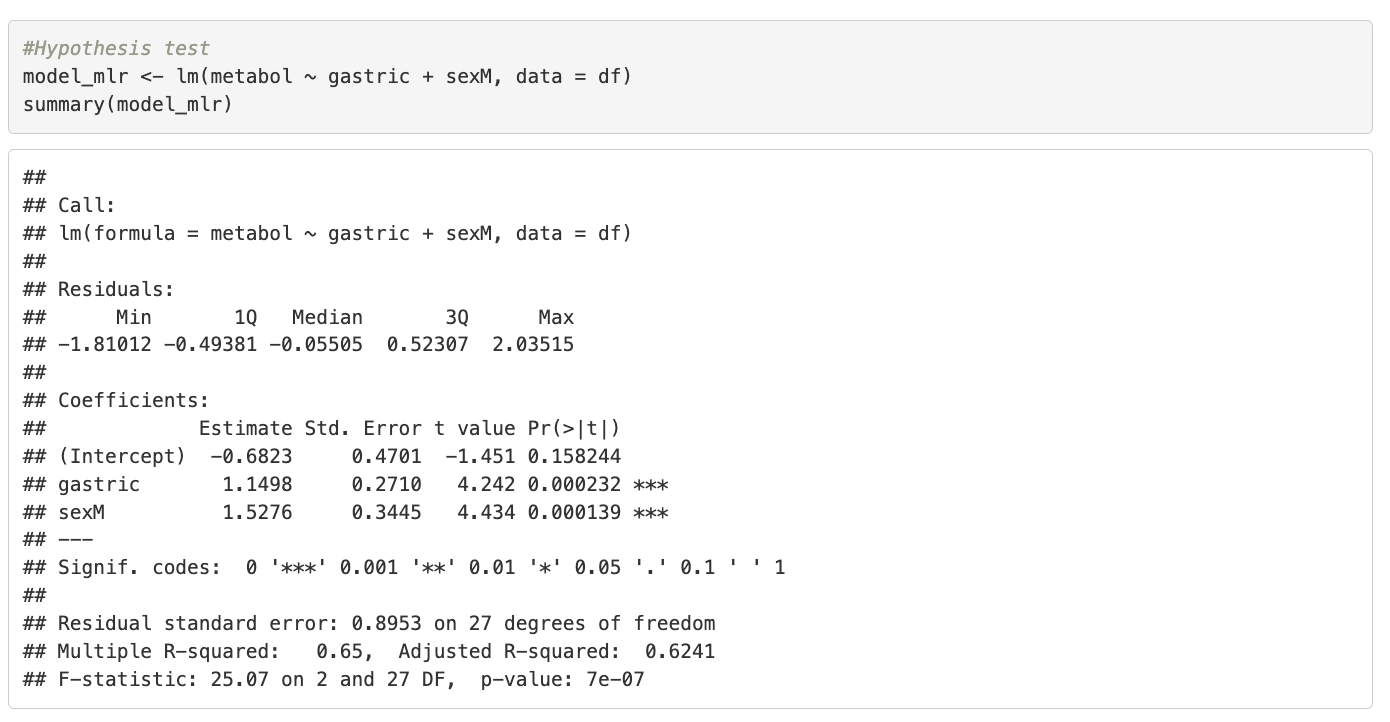 #Hypothesis test
model_mlr <- lm(metabol ~ gastric + sexM, data = df)
summary(model_mlr)
##
## Call:
## lm(formula = metabol ~ gastric + sexM, data = df)
##
## Residuals:
##      Min       1Q   Median       3Q      Max
## -1.81012 -0.49381 -0.05505  0.52307  2.03515
##
## Coefficients:
##             Estimate Std. Error t value Pr(>|t|)
## (Intercept)  -0.6823     0.4701  -1.451 0.158244
## gastric       1.1498     0.2710   4.242 0.000232 ***
## sexM          1.5276     0.3445   4.434 0.000139 ***
## ---
## Signif. codes:  0 '***' 0.001 '**' 0.01 '*' 0.05 '.' 0.1 ' ' 1
##
## Residual standard error: 0.8953 on 27 degrees of freedom
## Multiple R-squared:   0.65,  Adjusted R-squared:  0.6241
## F-statistic: 25.07 on 2 and 27 DF,  p-value: 7e-07